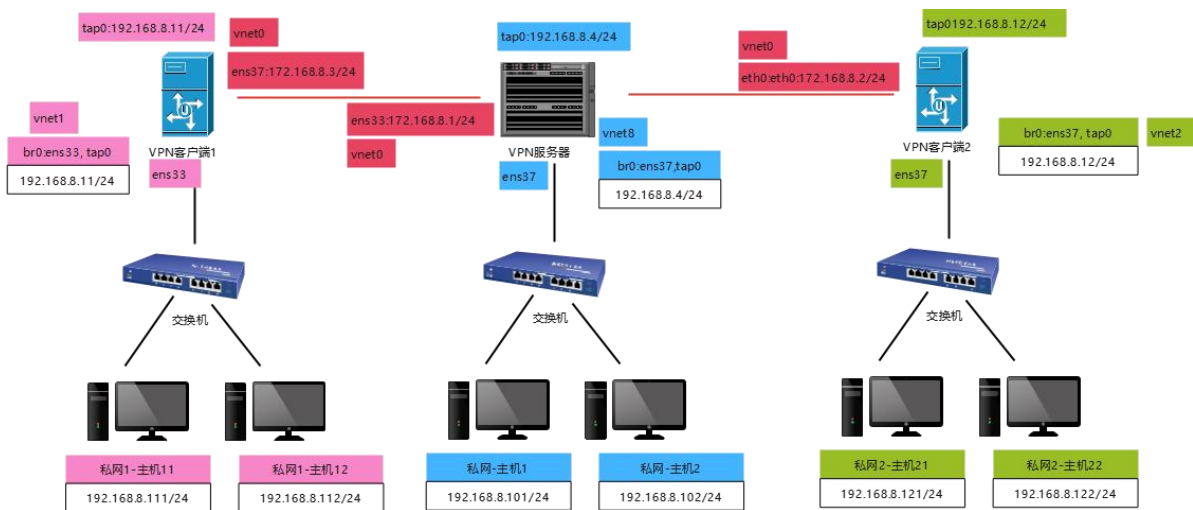 tap0:192.168.8.11/24
vnet0
ens37:172.168.8.3/24
vnet1
br0:ens33, tap0
192.168.8.11/24
VPN客户端1
ens33
tap0:192.168.8.4/24
ens33:172.168.8.1/24
vnet0
VPN服务器
vnet8
br0:ens37,tap0
192.168.8.4/24
ens37
tap0192.168.8.12/24
vnet0
eth0:eth0:172.168.8.2/24
VPN客户端2
br0:ens37, tap0
vnet2
192.168.8.12/24
ens37
交换机
交换机
交换机
私网1-主机11
192.168.8.111/24
私网1-主机12
192.168.8.112/24
私网-主机1
192.168.8.101/24
私网-主机2
192.168.8.102/24
私网2-主机21
192.168.8.121/24
私网2-主机22
192.168.8.122/24